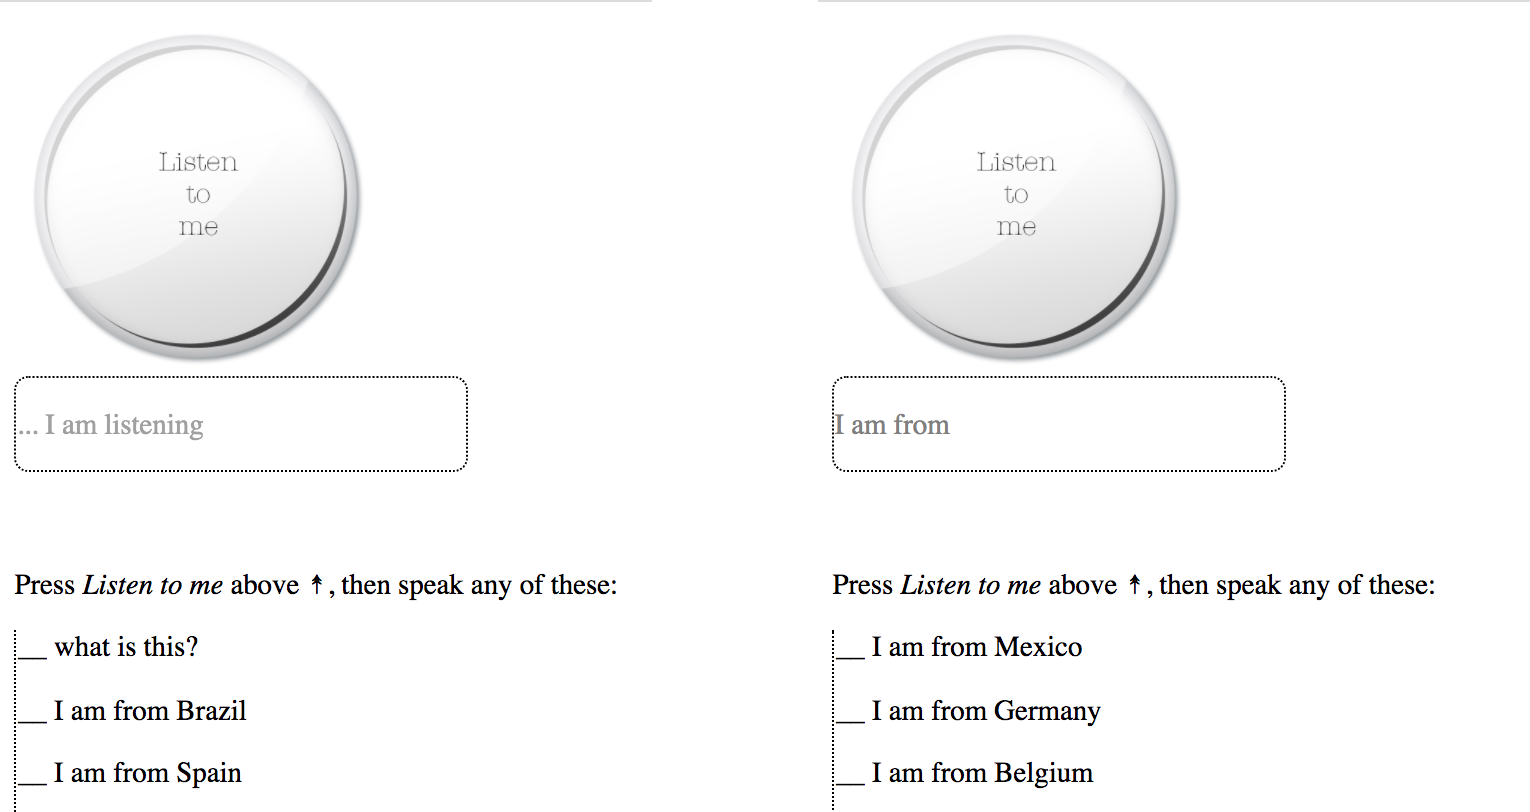 Listen
to
me
... I am listening
Press Listen to me above ↟, then speak any of these:
__ what is this?
__ I am from Brazil
__ I am from Spain
Listen
to
me
I am from
Press Listen to me above ↟, then speak any of these:
__ I am from Mexico
__ I am from Germany
__ I am from Belgium